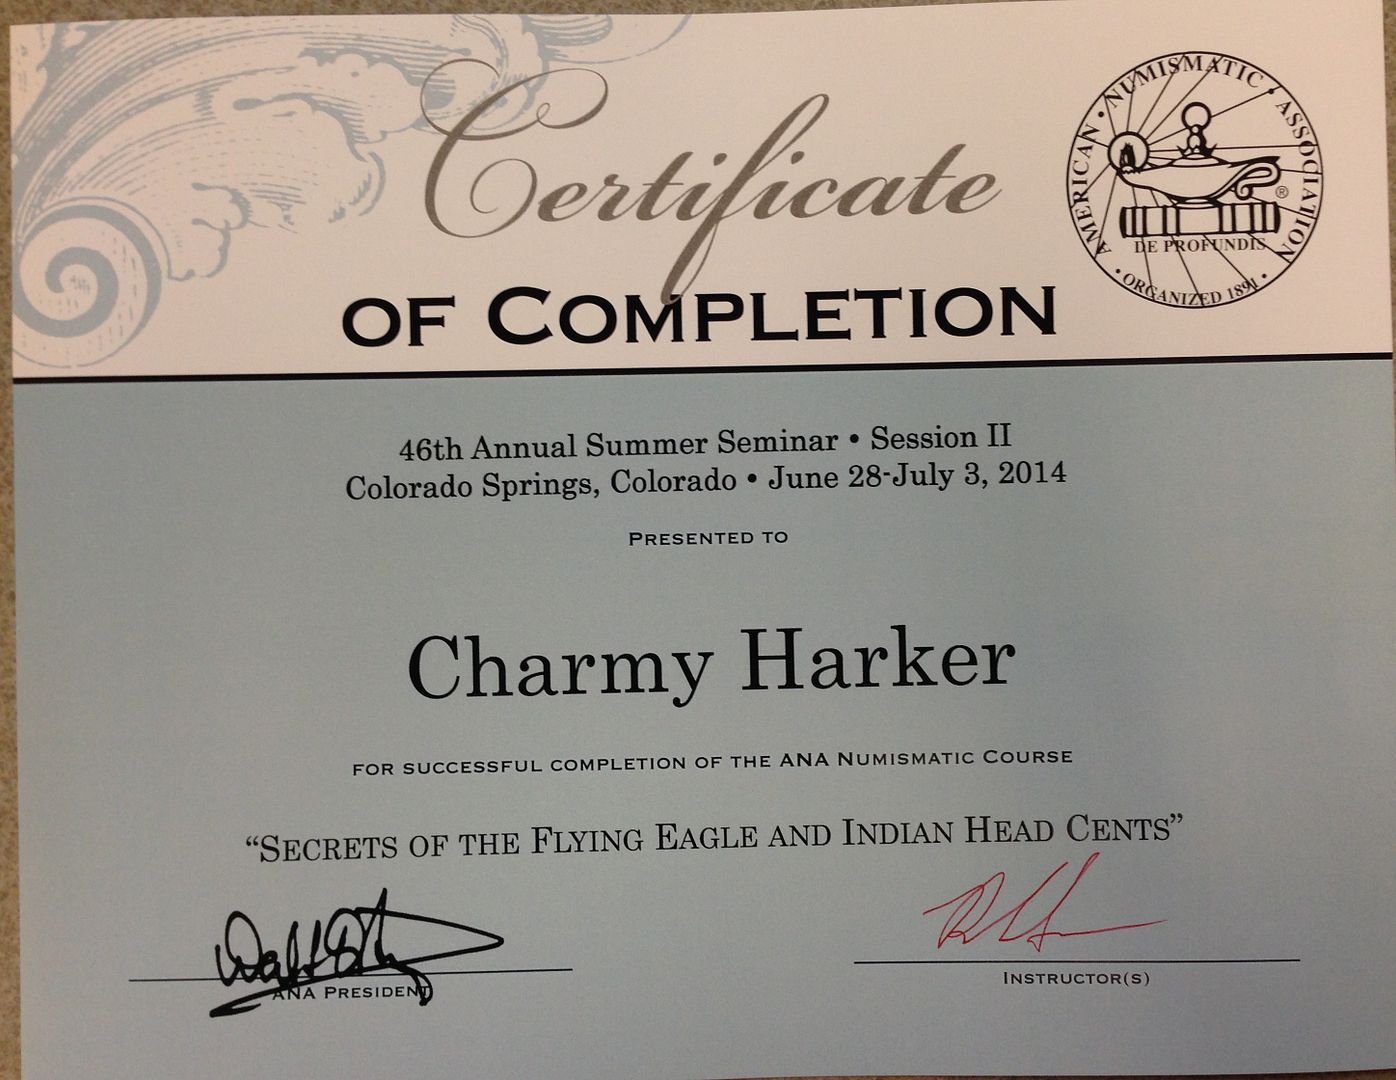 Certificate
OF COMPLETION
AMERICAN • NUMISMATIC • ASSOCIATION
®
DE PROFUNDIS
• ORGANIZED 1891 •
46th Annual Summer Seminar • Session II
Colorado Springs, Colorado • June 28-July 3, 2014
PRESENTED TO
Charmy Harker
FOR SUCCESSFUL COMPLETION OF THE ANA NUMISMATIC COURSE
“SECRETS OF THE FLYING EAGLE AND INDIAN HEAD CENTS”
ANA PRESIDENT
INSTRUCTOR(S)